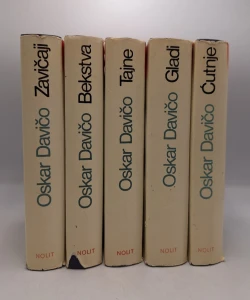 Oskar Davičo Zavičaji
NOLIT
Oskar Davičo Bekstva
NOLIT
Oskar Davičo Tajne
NOLIT
Oskar Davičo Gladi
NOLIT
Oskar Davičo Ćutnje
NOLIT